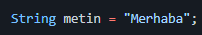 String metin = "Merhaba";